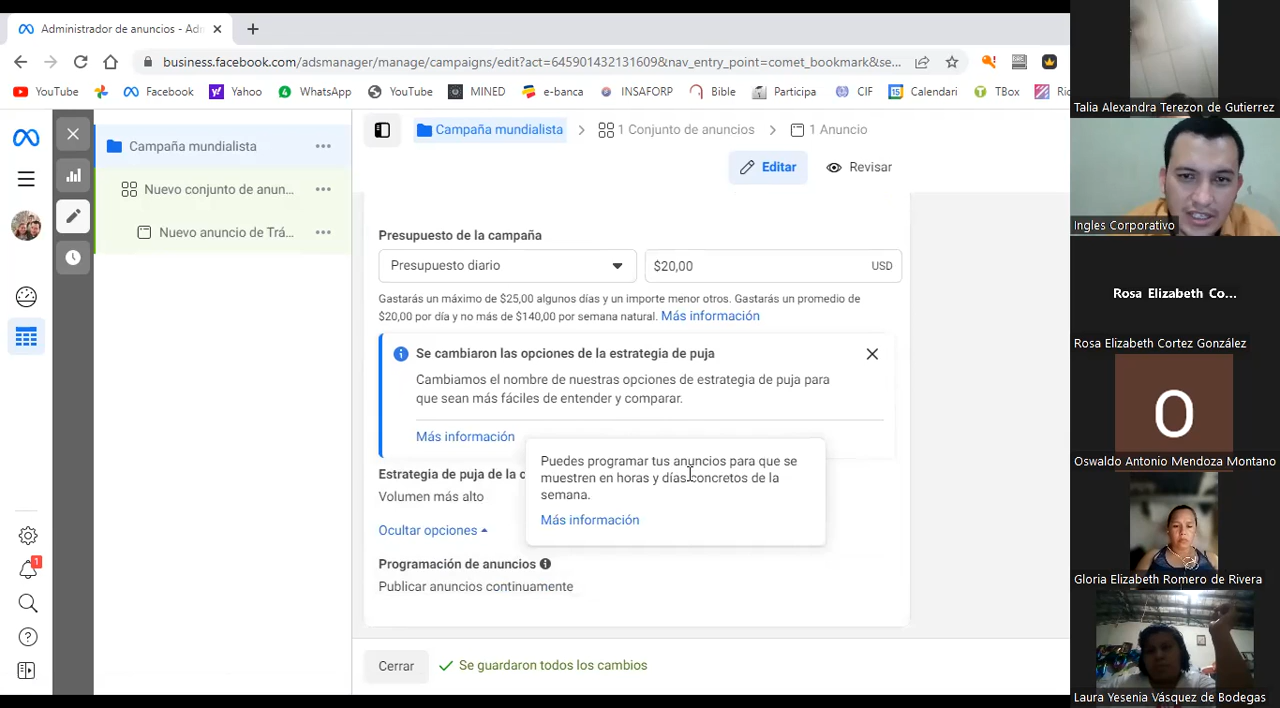 Administrador de anuncios - Adn
business.facebook.com/adsmanager/manage/campaigns/edit?act=645901432131609&nav_entry_point=comet_bookmark&se...
YouTube
Facebook
Yahoo
WhatsApp
YouTube
MINED
e-banca
INSAFORP
Bible
Participa
CIF
Calendari
TBox
Campaña mundialista
Nuevo conjunto de anun...
Nuevo anuncio de Trá...
1
Campaña mundialista
1 Conjunto de anuncios
1 Anuncio
Editar
Revisar
Presupuesto de la campaña
Presupuesto diario
$20,00
USD
Gastarás un máximo de $25,00 algunos días y un importe menor otros. Gastarás un promedio de
$20,00 por día y no más de $140,00 por semana natural. Más información
Se cambiaron las opciones de la estrategia de puja
Cambiamos el nombre de nuestras opciones de estrategia de puja para
que sean más fáciles de entender y comparar.
Más información
Puedes programar tus anuncios para que se
muestren en horas y días concretos de la
semana.
Más información
Estrategia de puja de la c
Volumen más alto
Ocultar opciones
Programación de anuncios
Publicar anuncios continuamente
Cerrar
Se guardaron todos los cambios
Talia Alexandra Terezon de Gutierrez
Ingles Corporativo
Rosa Elizabeth Co...
Rosa Elizabeth Cortez González
O
Oswaldo Antonio Mendoza Montano
Gloria Elizabeth Romero de Rivera
Laura Yesenia Vásquez de Bodegas